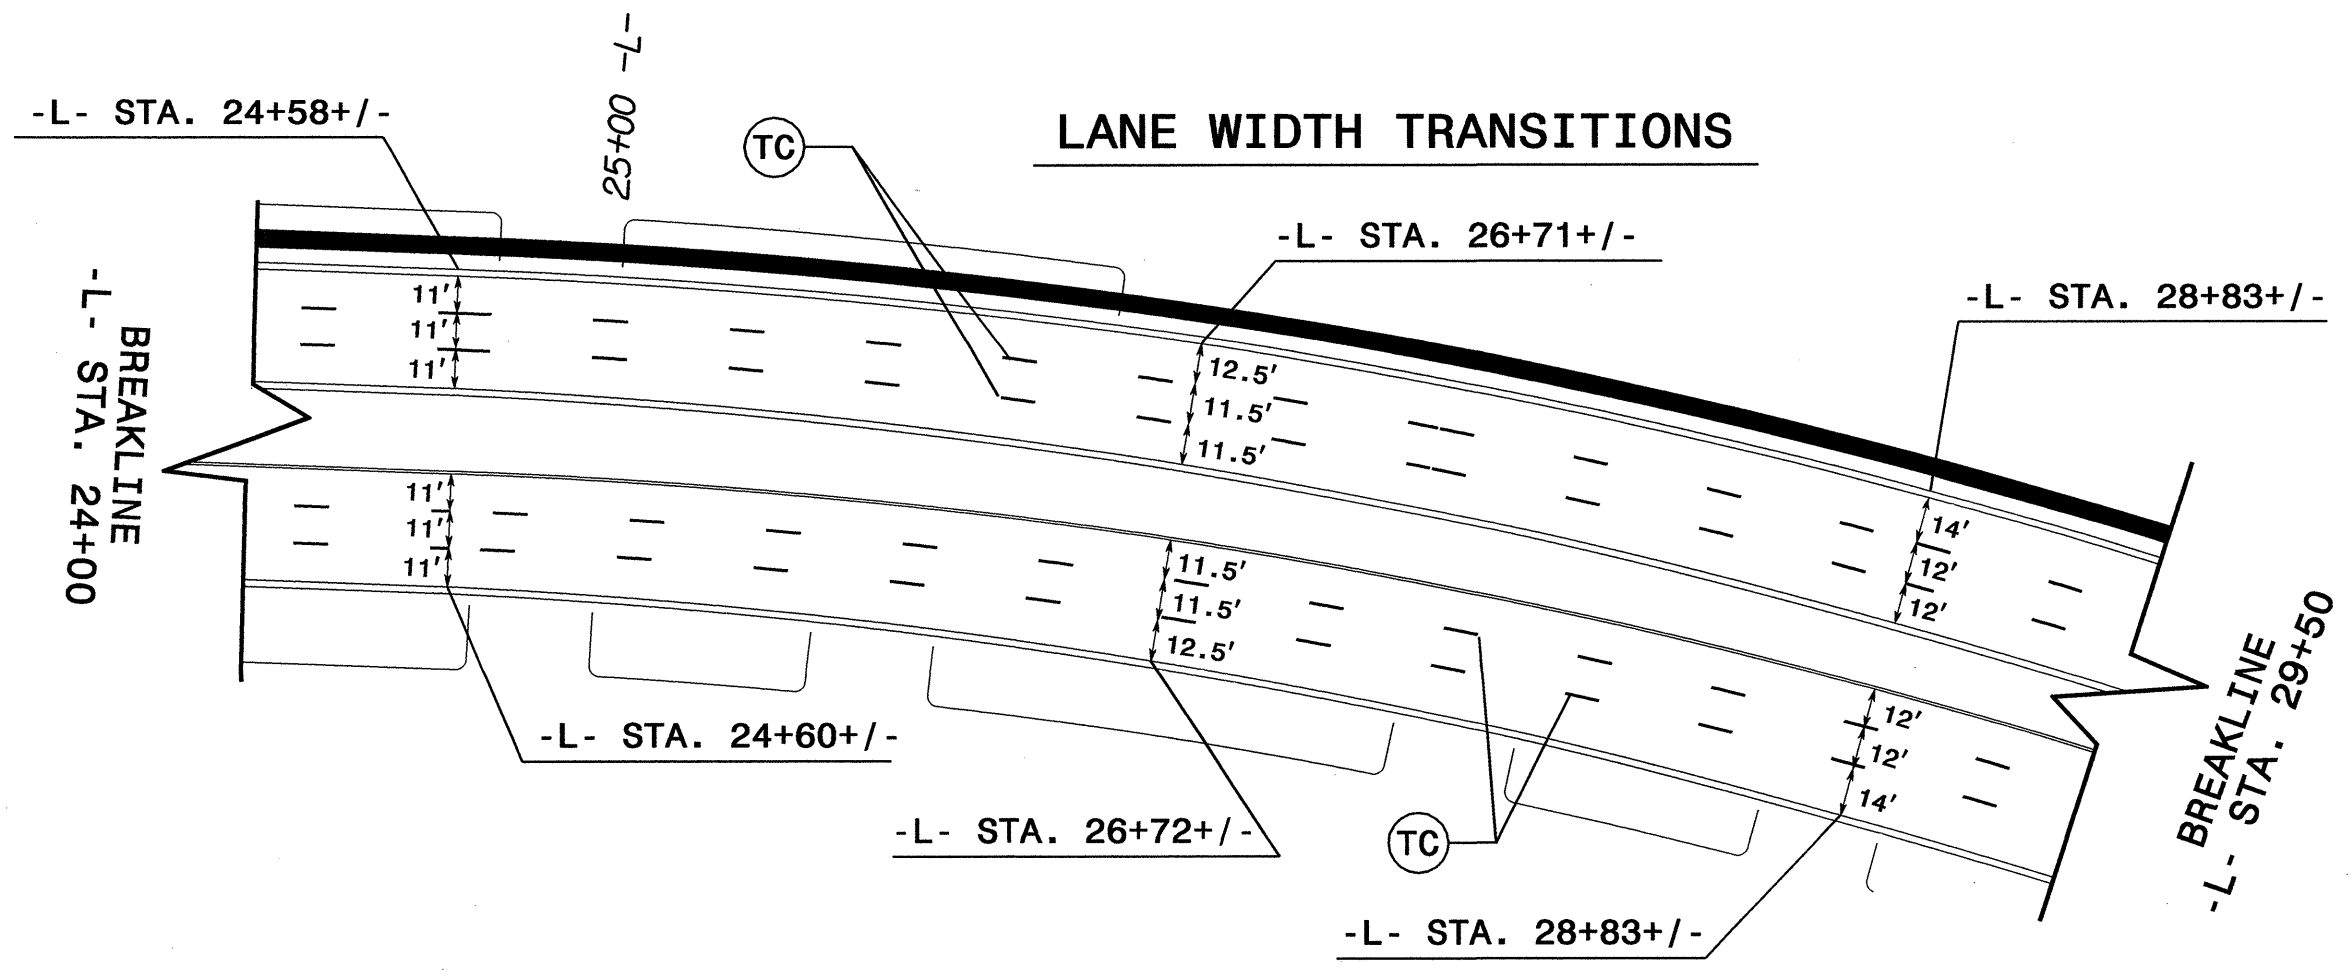 -L- STA. 24+58+/-
25+00 -L-
TC
LANE WIDTH TRANSITIONS
-L- STA. 26+71+/-
-L- STA. 28+83+/-
BREAKLINE
-L- STA. 24+00
11'
11'
11'
12.5'
11.5'
11.5'
14'
12'
12'
11'
11'
11'
11.5'
11.5'
12.5'
12'
12'
14'
BREAKLINE
-L- STA. 29+50
-L- STA. 24+60+/-
-L- STA. 26+72+/-
TC
-L- STA. 28+83+/-